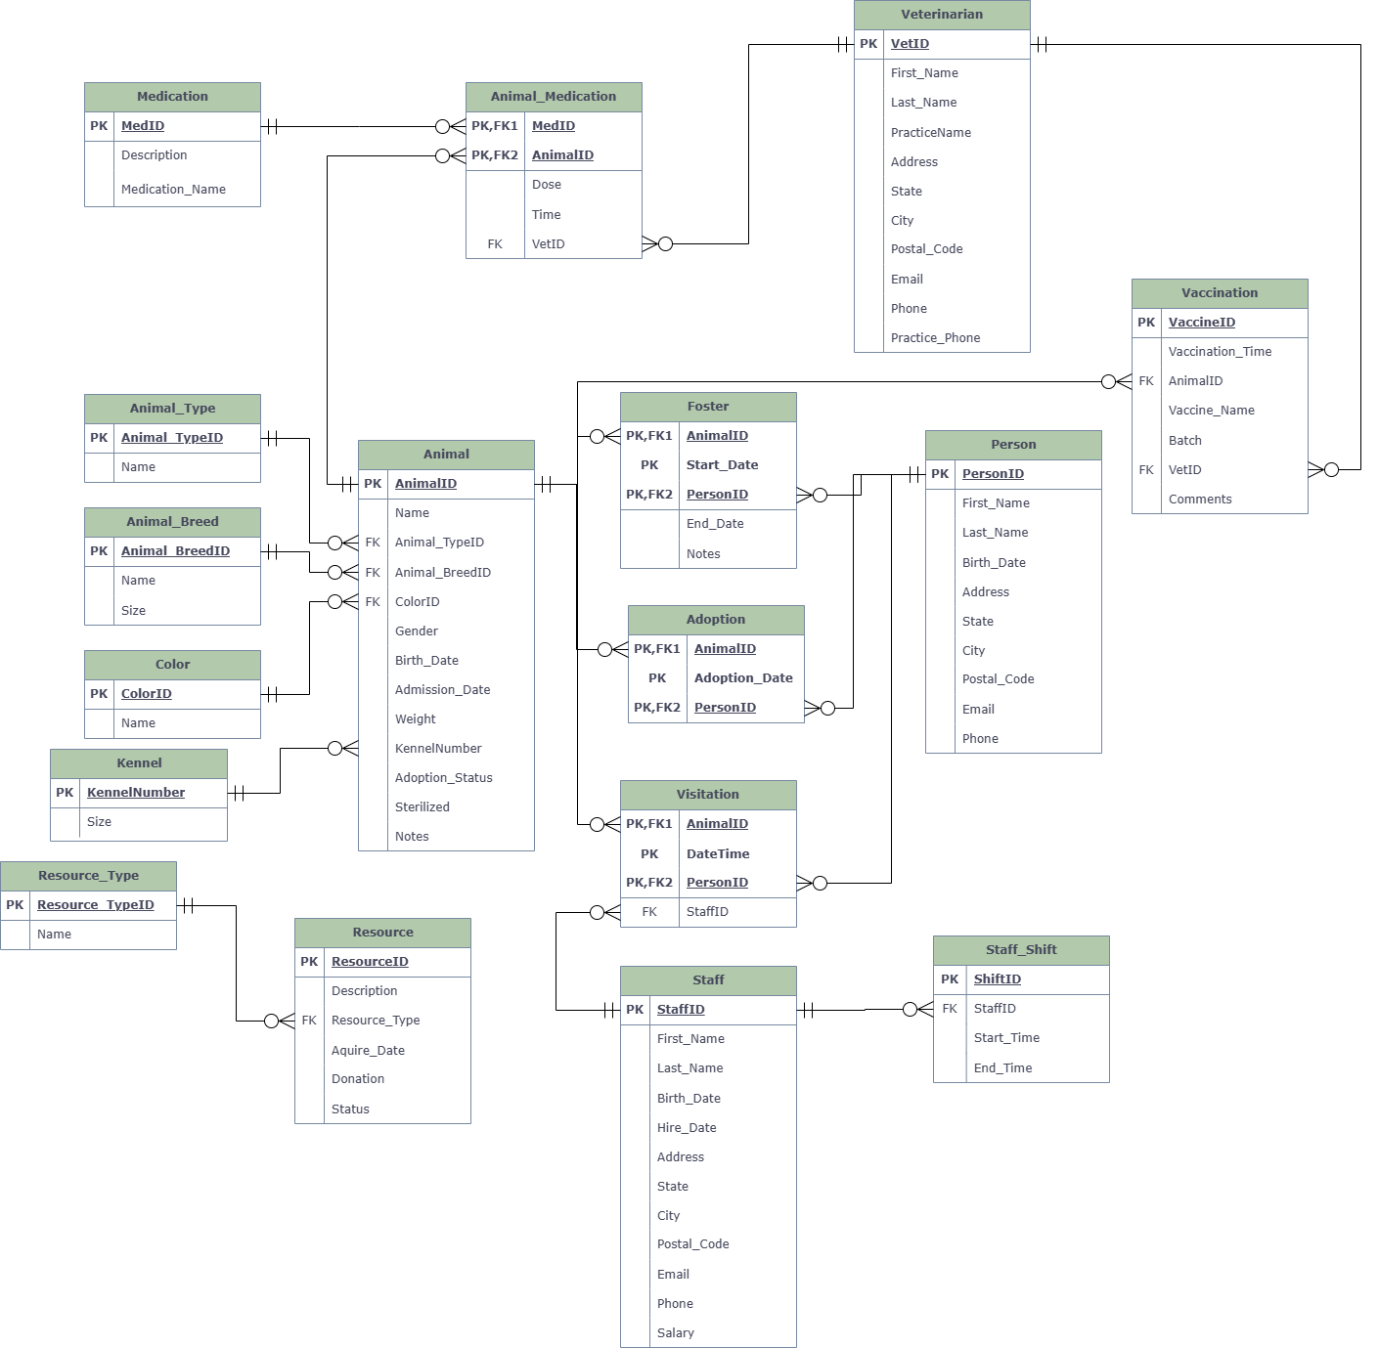 Veterinarian
PK VetID
First_Name
Last_Name
PracticeName
Address
State
City
Postal_Code
Email
Phone
Practice_Phone
Medication
PK MedID
Description
Medication_Name
Animal_Medication
PK,FK1 MedID
PK,FK2 AnimalID
Dose
Time
FK VetID
Vaccination
PK VaccineID
Vaccination_Time
FK AnimalID
Vaccine_Name
Batch
FK VetID
Comments
Animal_Type
PK Animal_TypeID
Name
Animal_Breed
PK Animal_BreedID
Name
Size
Color
PK ColorID
Name
Kennel
PK KennelNumber
Size
Animal
PK AnimalID
Name
FK Animal_TypeID
FK Animal_BreedID
FK ColorID
Gender
Birth_Date
Admission_Date
Weight
KennelNumber
Adoption_Status
Sterilized
Notes
Foster
PK,FK1 AnimalID
PK Start_Date
PK,FK2 PersonID
End_Date
Notes
Person
PK PersonID
First_Name
Last_Name
Birth_Date
Address
State
City
Postal_Code
Email
Phone
Adoption
PK,FK1 AnimalID
PK Adoption_Date
PK,FK2 PersonID
Visitation
PK,FK1 AnimalID
PK DateTime
PK,FK2 PersonID
FK StaffID
Resource_Type
PK Resource_TypeID
Name
Resource
PK ResourceID
Description
FK Resource_Type
Aquire_Date
Donation
Status
Staff
PK StaffID
First_Name
Last_Name
Birth_Date
Hire_Date
Address
State
City
Postal_Code
Email
Phone
Salary
Staff_Shift
PK ShiftID
FK StaffID
Start_Time
End_Time